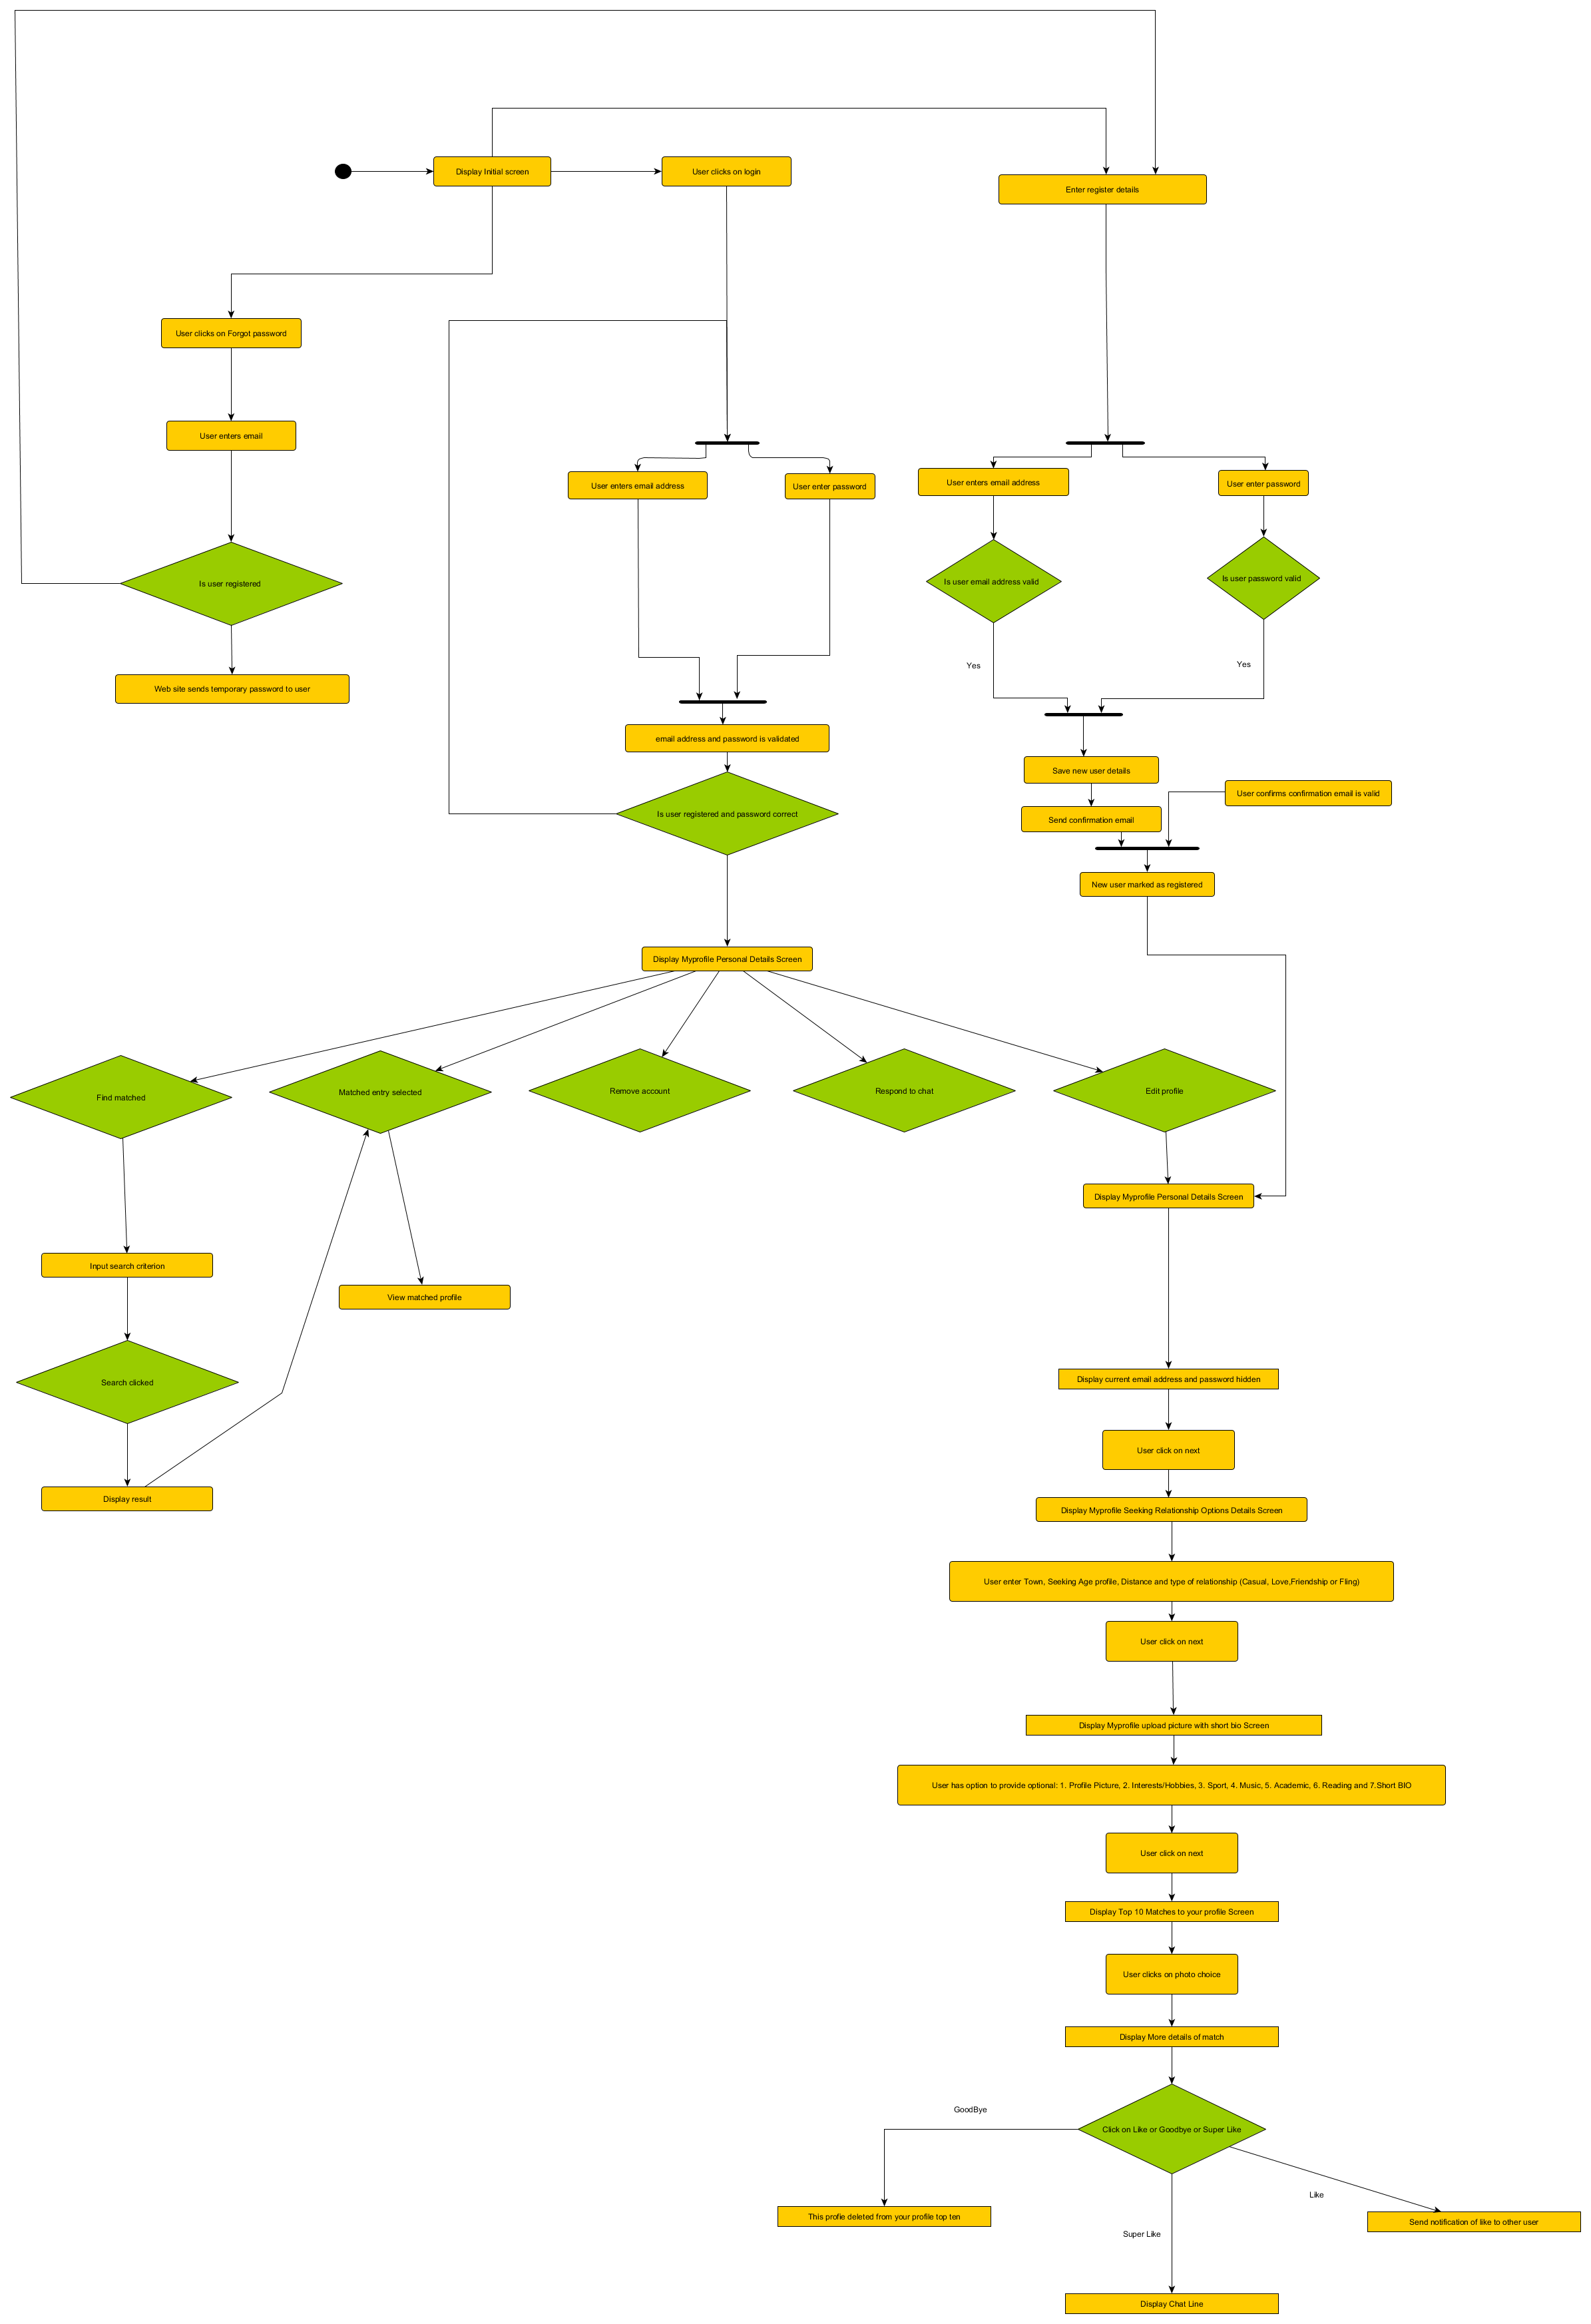 Display Initial screen
User clicks on login
Enter register details
User clicks on Forgot password
User enters email
User enters email address
User enter password
User enters email address
User enter password
Is user registered
Is user email address valid
Is user password valid
Yes
Yes
Web site sends temporary password to user
email address and password is validated
Save new user details
User confirms confirmation email is valid
Is user registered and password correct
Send confirmation email
New user marked as registered
Display Myprofile Personal Details Screen
Find matched
Matched entry selected
Remove account
Respond to chat
Edit profile
Display Myprofile Personal Details Screen
Input search criterion
View matched profile
Display current email address and password hidden
Search clicked
User click on next
Display result
Display Myprofile Seeking Relationship Options Details Screen
User enter Town, Seeking Age profile, Distance and type of relationship (Casual, Love,Friendship or Fling)
User click on next
Display Myprofile upload picture with short bio Screen
User has option to provide optional: 1. Profile Picture, 2. Interests/Hobbies, 3. Sport, 4. Music, 5. Academic, 6. Reading and 7.Short BIO
User click on next
Display Top 10 Matches to your profile Screen
User clicks on photo choice
Display More details of match
GoodBye
Click on Like or Goodbye or Super Like
Like
This profie deleted from your profile top ten
Send notification of like to other user
Super Like
Display Chat Line